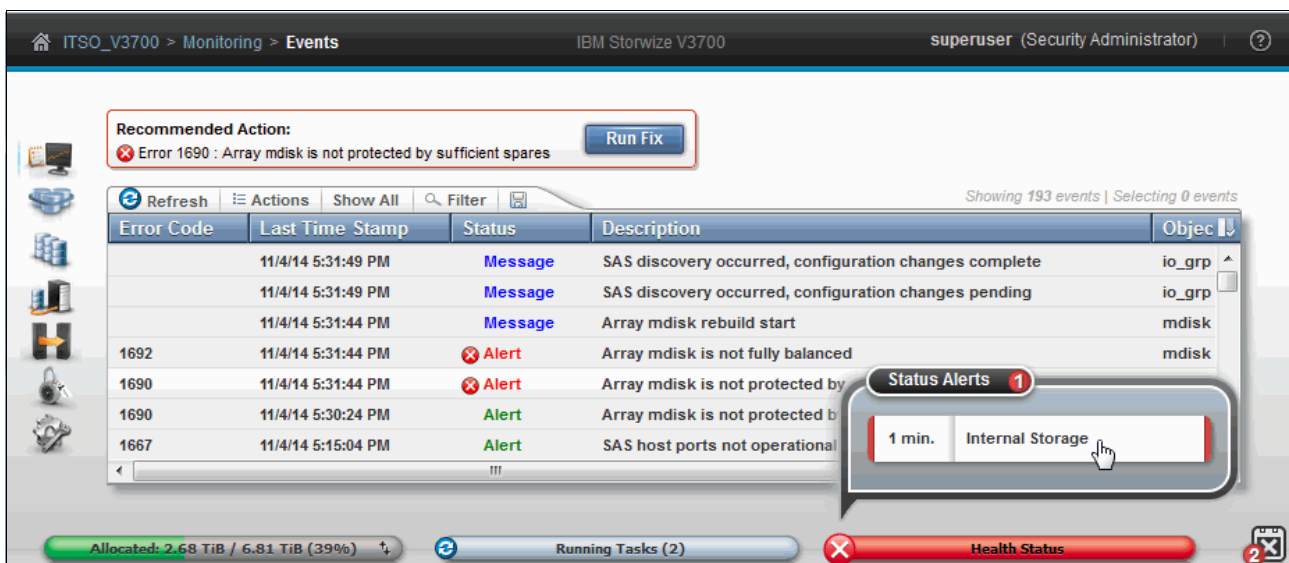 ITSO_V3700 > Monitoring > Events IBM Storwize V3700 superuser (Security Administrator) ?
Recommended Action:
Error 1690 : Array mdisk is not protected by sufficient spares
Run Fix
Refresh Actions Show All Filter Showing 193 events | Selecting 0 events
Error Code Last Time Stamp Status Description Objec
11/4/14 5:31:49 PM Message SAS discovery occurred, configuration changes complete io_grp
11/4/14 5:31:49 PM Message SAS discovery occurred, configuration changes pending io_grp
11/4/14 5:31:44 PM Message Array mdisk rebuild start mdisk
1692 11/4/14 5:31:44 PM Alert Array mdisk is not fully balanced mdisk
1690 11/4/14 5:31:44 PM Alert Array mdisk is not protected by
1690 11/4/14 5:30:24 PM Alert Array mdisk is not protected b
1667 11/4/14 5:15:04 PM Alert SAS host ports not operational
Status Alerts 1
1 min. Internal Storage
Allocated: 2.68 TiB / 6.81 TiB (39%) Running Tasks (2) Health Status 2